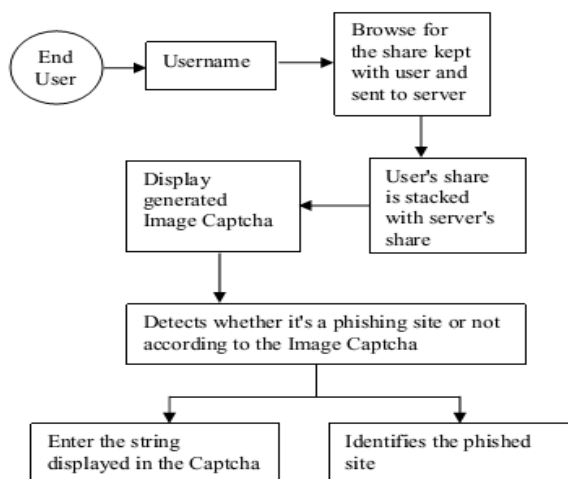 End
User
Username
Browse for
the share kept
with user and
sent to server
User's share
is stacked
with server's
share
Display
generated
Image Captcha
Detects whether it's a phishing site or not
according to the Image Captcha
Enter the string
displayed in the Captcha
Identifies the phished
site